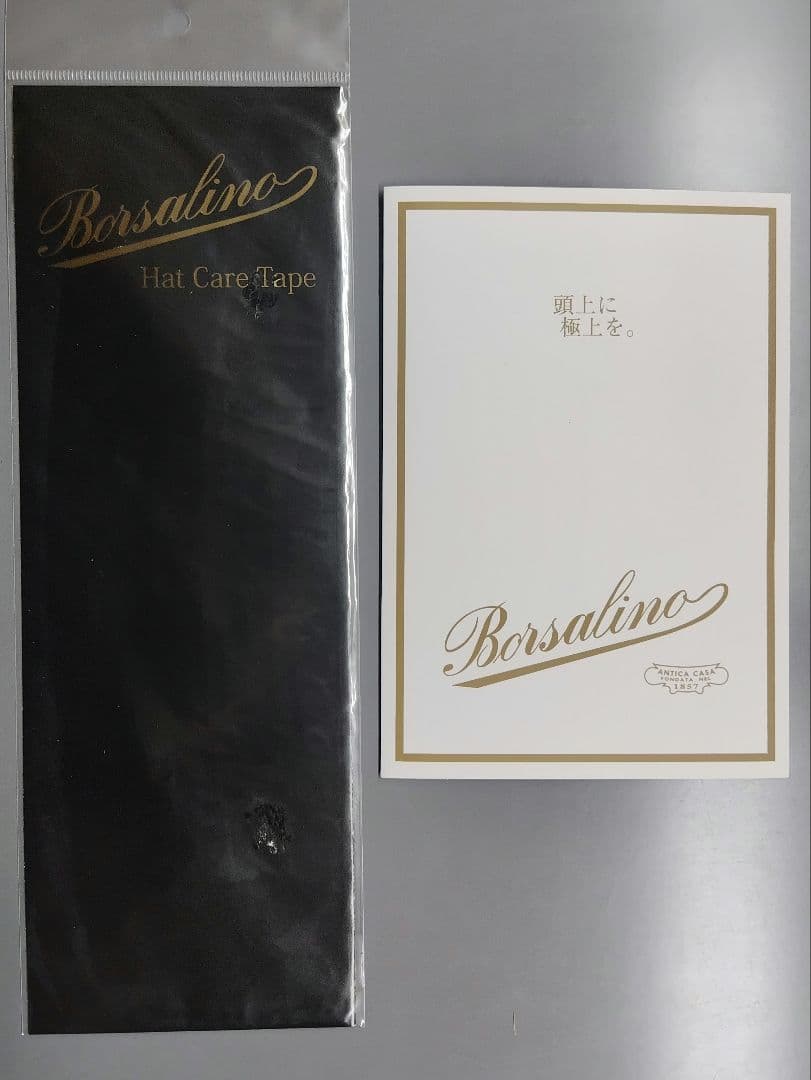 Borsalino
Hat Care Tape
頭上に
極上を。
Borsalino
ANTICA CASA
FONDATA NEL
1857